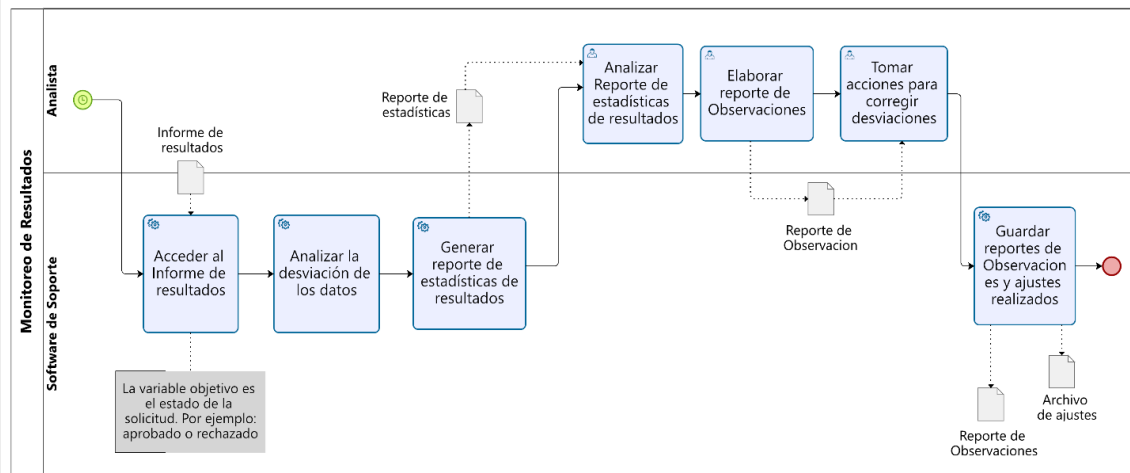 Monitoreo de Resultados
Analista
Software de Soporte
Informe de
resultados
Acceder al
Informe de
resultados
La variable objetivo es
el estado de la
solicitud. Por ejemplo:
aprobado o rechazado
Analizar la
desviación de
los datos
Generar
reporte de
estadísticas de
resultados
Reporte de
estadísticas
Analizar
Reporte de
estadísticas
de resultados
Elaborar
reporte de
Observaciones
Reporte de
Observacion
Tomar
acciones para
corregir
desviaciones
Guardar
reportes de
Observacion
es y ajustes
realizados
Reporte de
Observaciones
Archivo
de ajustes